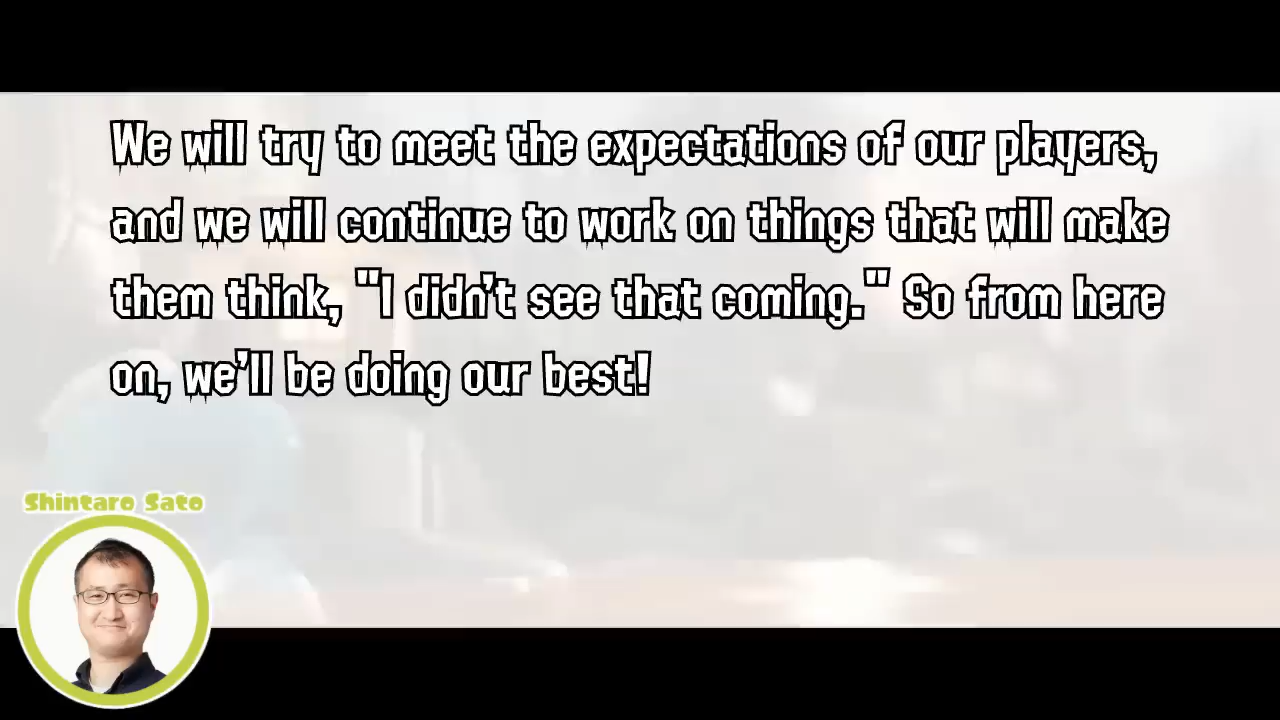 We will try to meet the expectations of our players,
and we will continue to work on things that will make
them think, "I didn't see that coming." So from here
on, we'll be doing our best!
Shintaro Sato